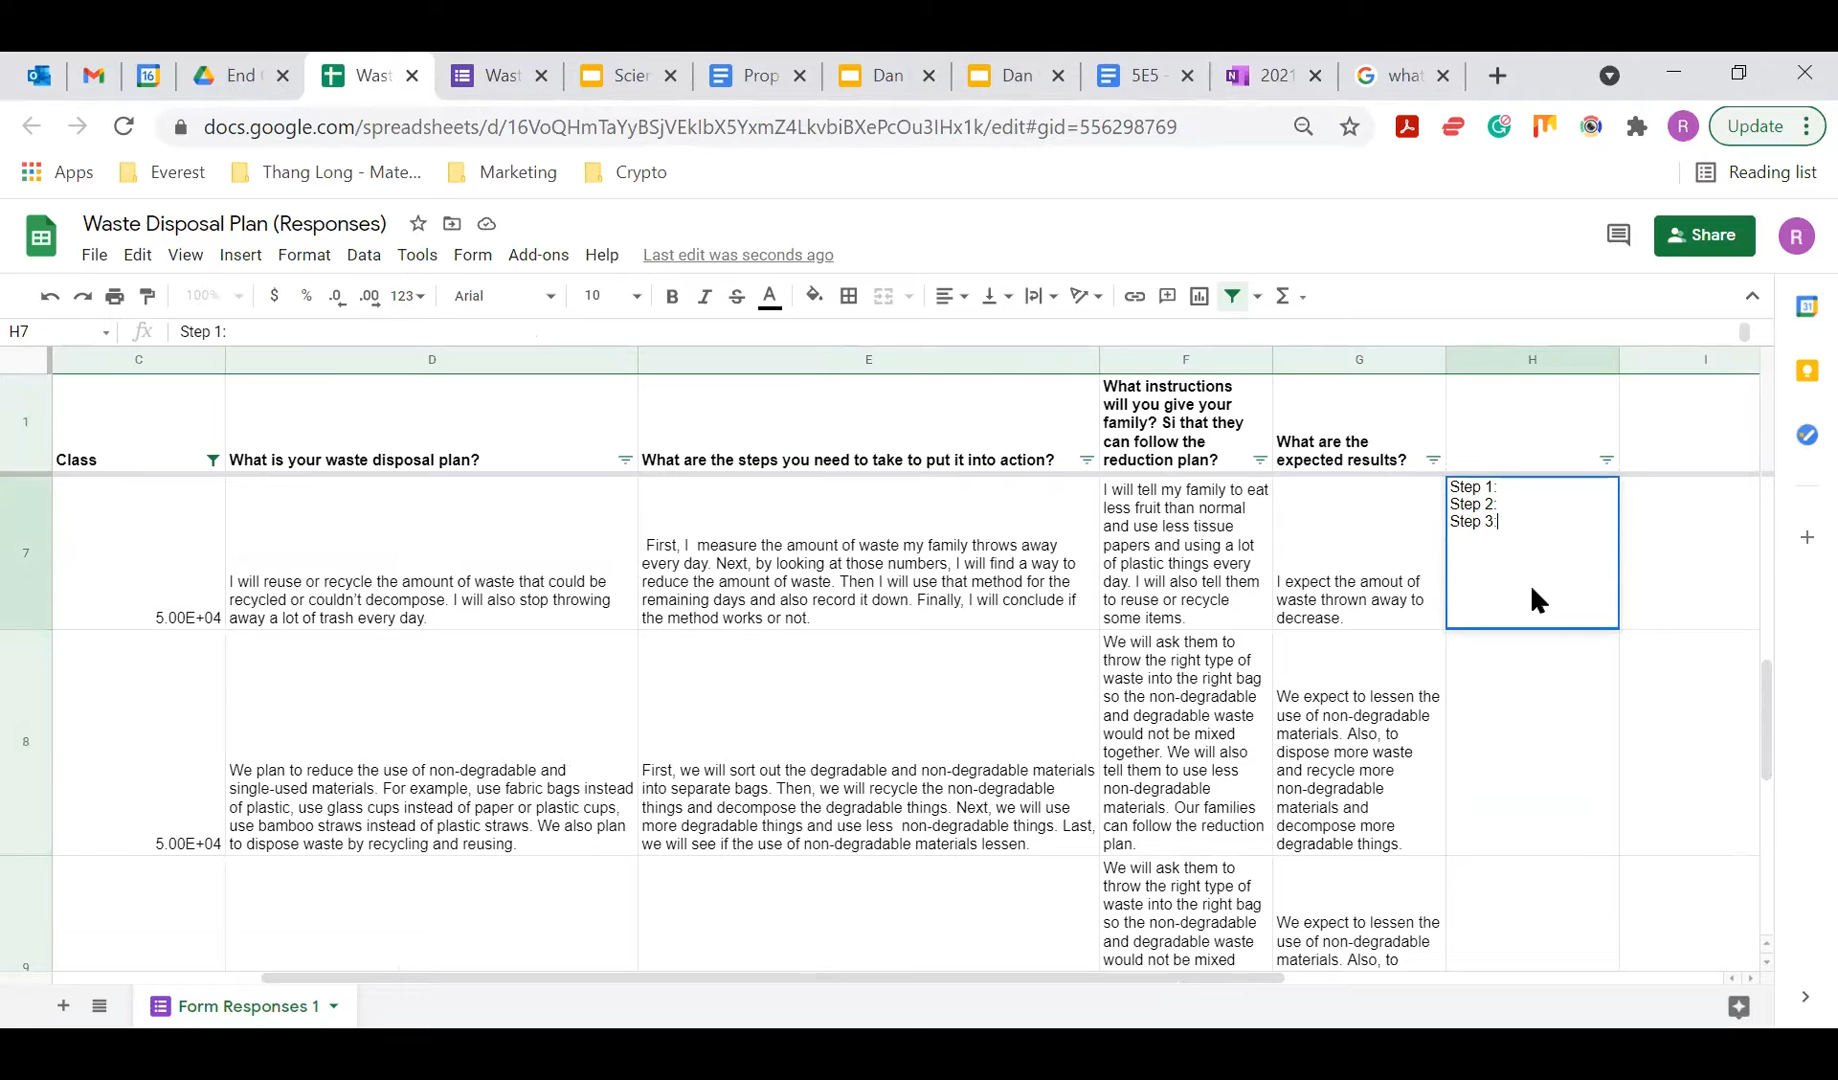 16
End
Wast
Wast
Scien
Prop
Dan
Dan
5E5 -
2021
what
docs.google.com/spreadsheets/d/16VoQHmTaYyBSjVEkIbX5YxmZ4LkvbiBXePcOu3IHx1k/edit#gid=556298769
R
Update
Apps
Everest
Thang Long - Mate...
Marketing
Crypto
Reading list
Waste Disposal Plan (Responses)
File Edit View Insert Format Data Tools Form Add-ons Help Last edit was seconds ago
Share
R
100% $ % .0 .00 123 Arial 10 B I S A Σ
31
H7 fx Step 1:
C D E F G H I
1
Class
What is your waste disposal plan?
What are the steps you need to take to put it into action?
What instructions
will you give your
family? Si that they
can follow the
reduction plan?
What are the
expected results?
7
5.00E+04
I will reuse or recycle the amount of waste that could be
recycled or couldn't decompose. I will also stop throwing
away a lot of trash every day.
First, I measure the amount of waste my family throws away
every day. Next, by looking at those numbers, I will find a way to
reduce the amount of waste. Then I will use that method for the
remaining days and also record it down. Finally, I will conclude if
the method works or not.
I will tell my family to eat
less fruit than normal
and use less tissue
papers and using a lot
of plastic things every
day. I will also tell them
to reuse or recycle
some items.
I expect the amout of
waste thrown away to
decrease.
Step 1:
Step 2:
Step 3:
8
5.00E+04
We plan to reduce the use of non-degradable and
single-used materials. For example, use fabric bags instead
of plastic, use glass cups instead of paper or plastic cups,
use bamboo straws instead of plastic straws. We also plan
to dispose waste by recycling and reusing.
First, we will sort out the degradable and non-degradable materials
into separate bags. Then, we will recycle the non-degradable
things and decompose the degradable things. Next, we will use
more degradable things and use less non-degradable things. Last,
we will see if the use of non-degradable materials lessen.
We will ask them to
throw the right type of
waste into the right bag
so the non-degradable
and degradable waste
would not be mixed
together. We will also
tell them to use less
non-degradable
materials. Our families
can follow the reduction
plan.
We expect to lessen the
use of non-degradable
materials. Also, to
dispose more waste
and recycle more
non-degradable
materials and
decompose more
degradable things.
9
We will ask them to
throw the right type of
waste into the right bag
so the non-degradable
and degradable waste
would not be mixed
We expect to lessen the
use of non-degradable
materials. Also, to
Form Responses 1